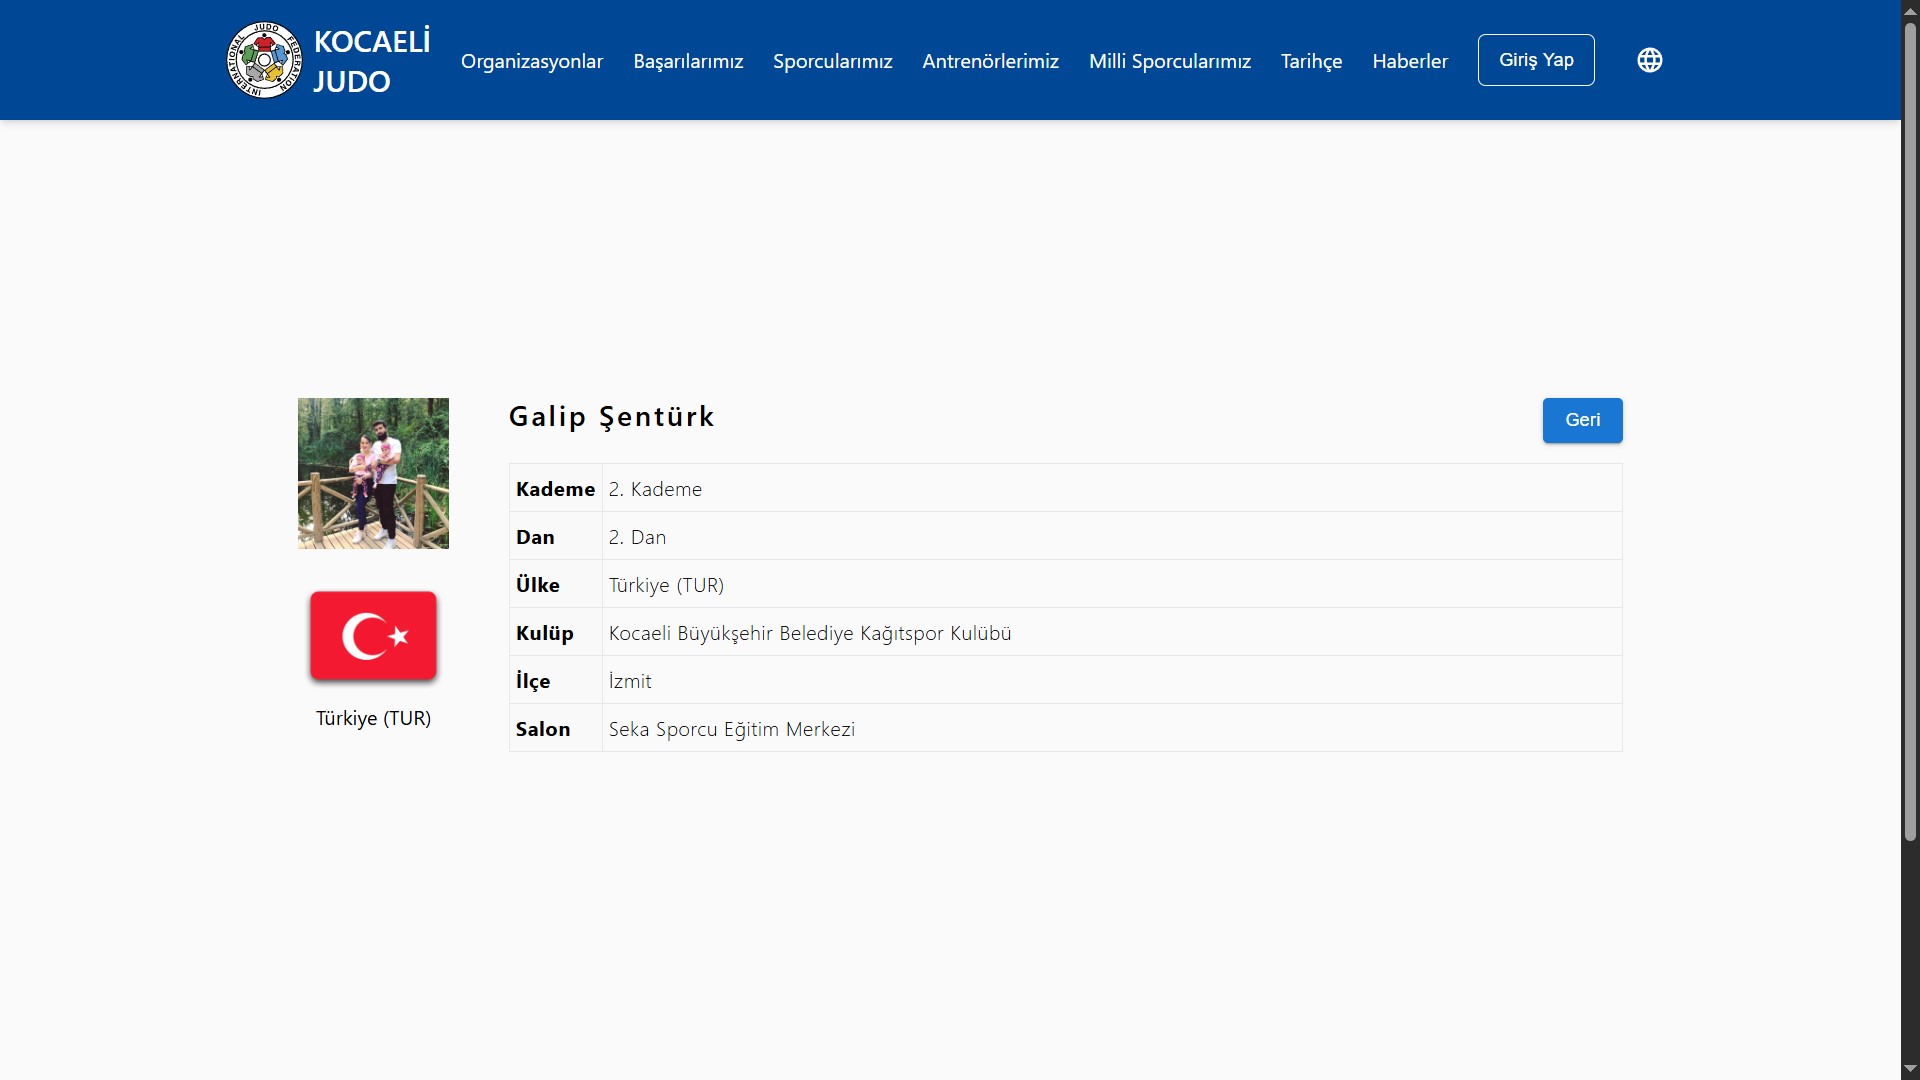 INTERNATIONAL JUDO FEDERATION
KOCAELİ
JUDO
Organizasyonlar
Başarılarımız
Sporcularımız
Antrenörlerimiz
Milli Sporcularımız
Tarihçe
Haberler
Giriş Yap
Galip Şentürk
Geri
Kademe 2. Kademe
Dan 2. Dan
Ülke Türkiye (TUR)
Kulüp Kocaeli Büyükşehir Belediye Kağıtspor Kulübü
İlçe İzmit
Salon Seka Sporcu Eğitim Merkezi
Türkiye (TUR)